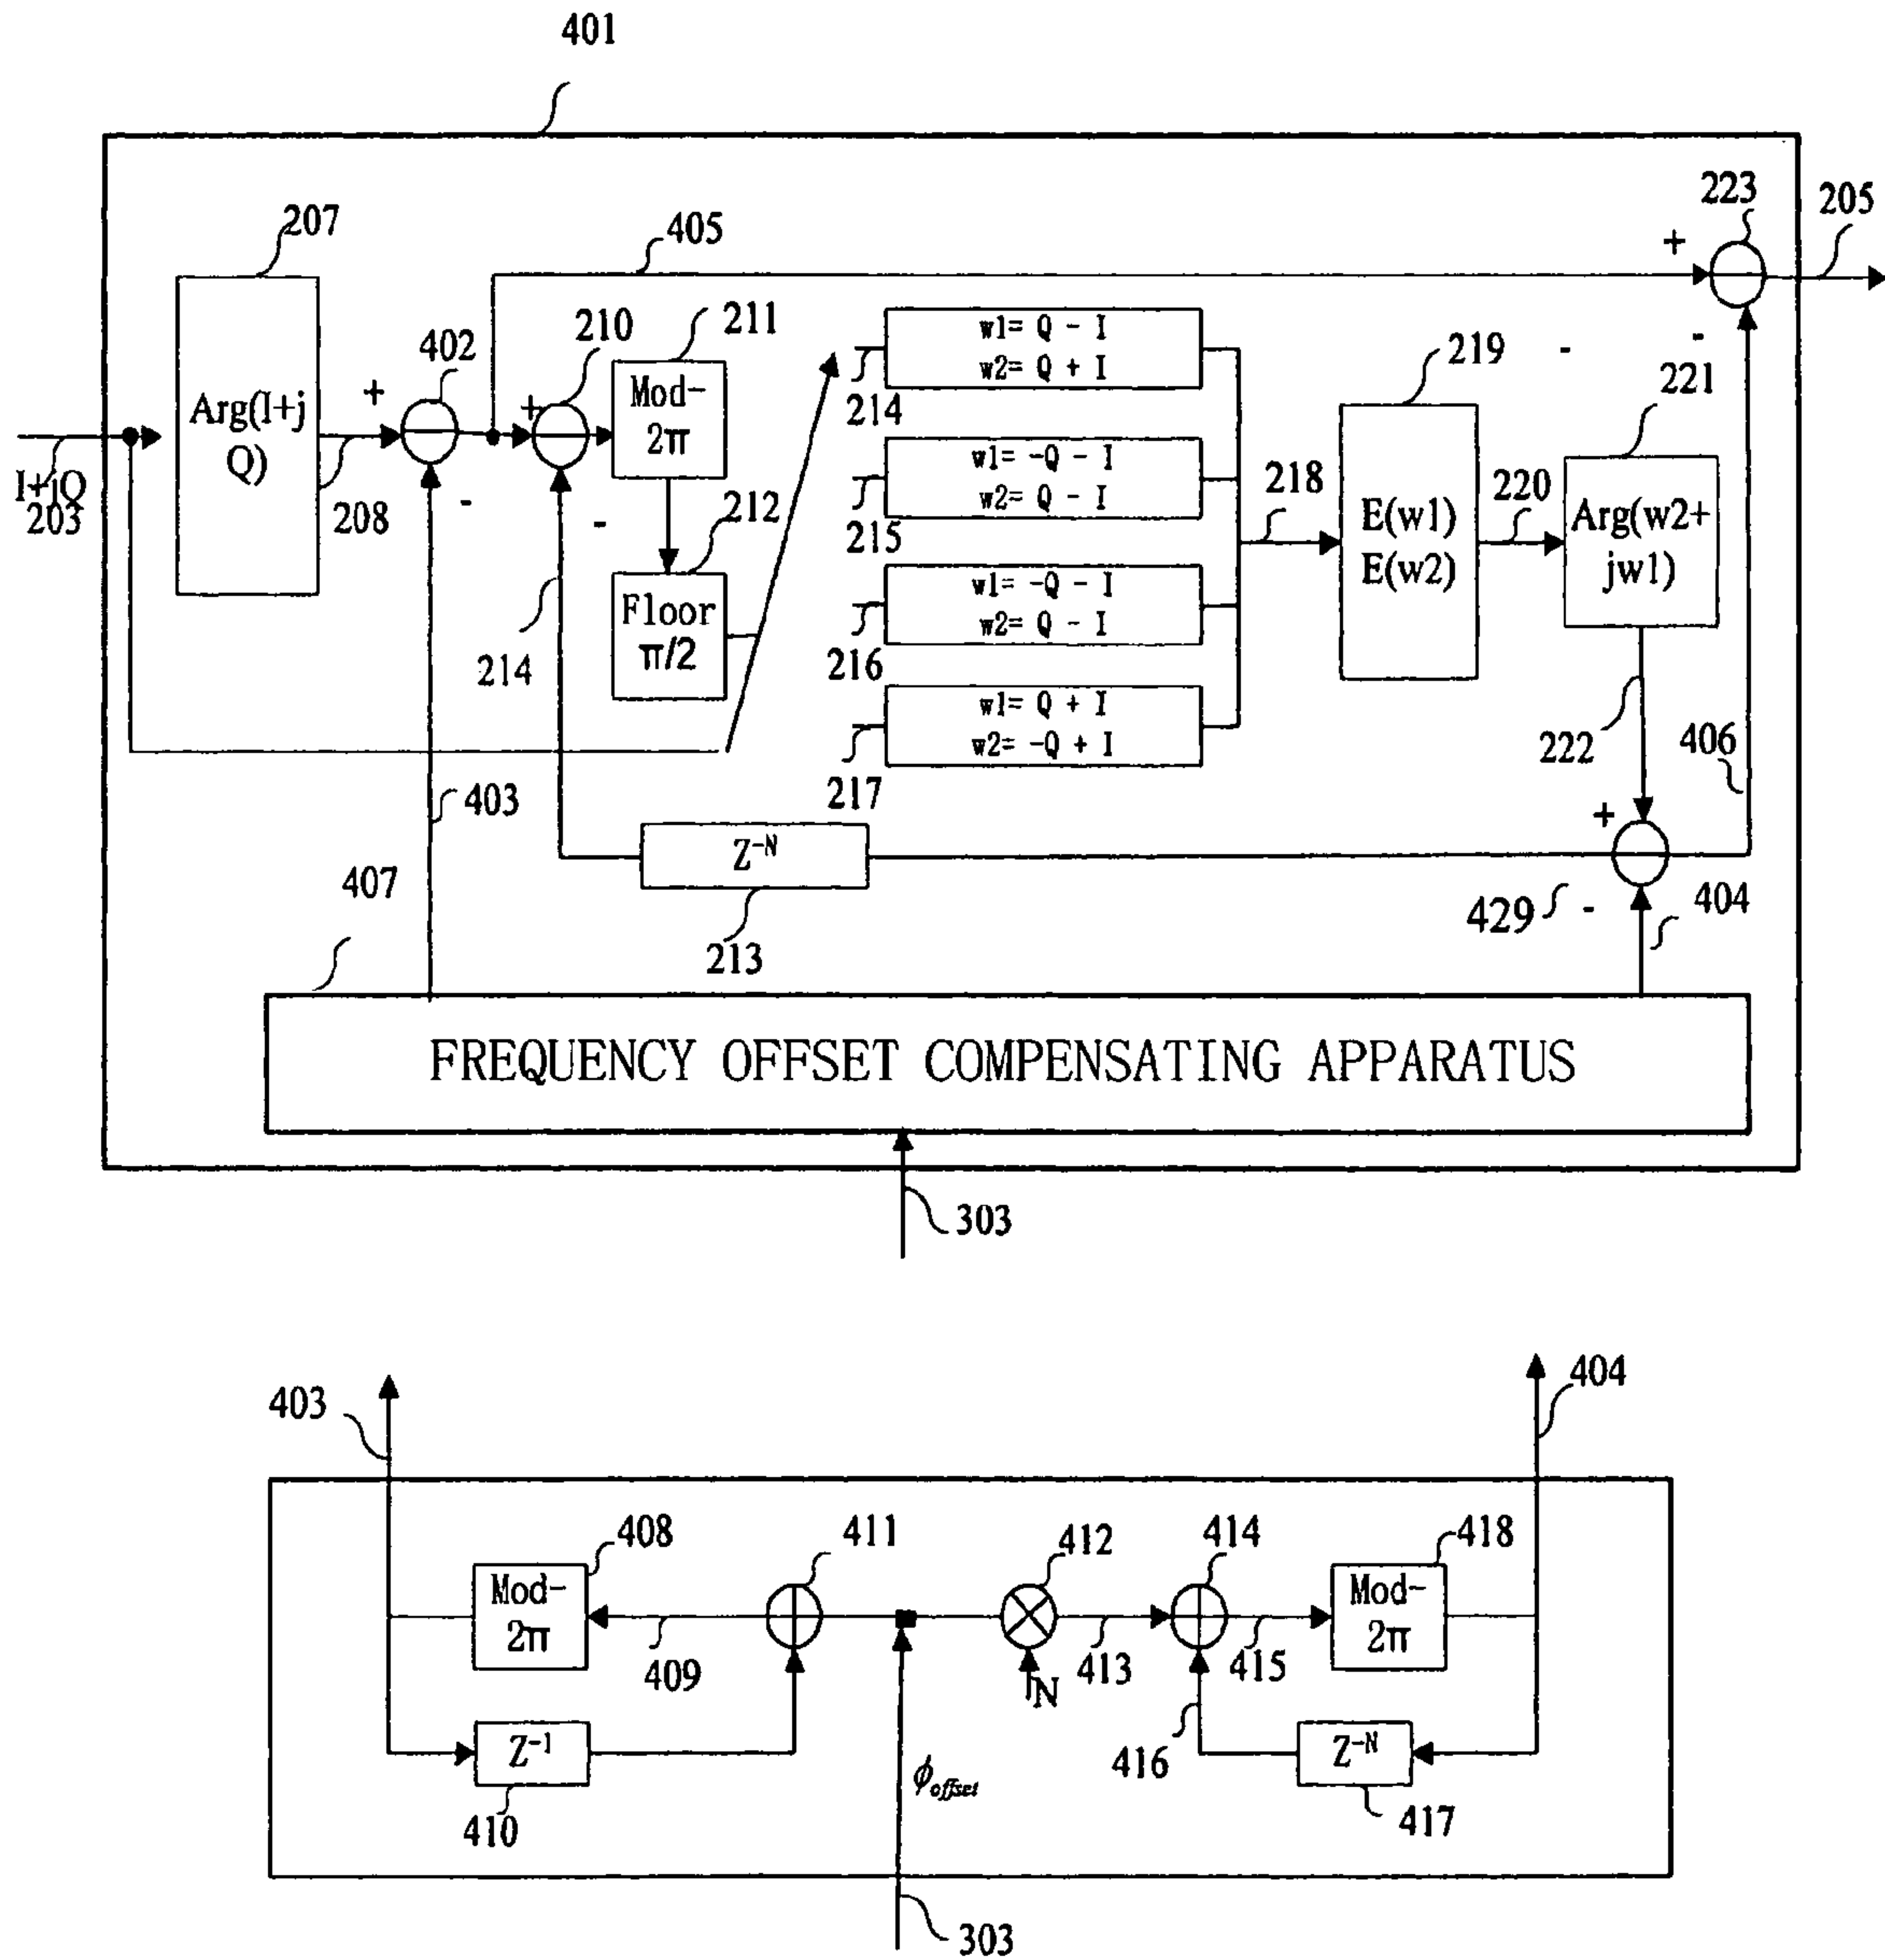 401
207
405
223
205
211
210
w1= Q - I
w2= Q + I
402
+
+
+
-
-
-
219
221
214
Mod-
2π
Arg(I+j
Q)
w1= -Q - I
w2= Q - I
215
218
E(w1)
E(w2)
220
Arg(w2+
jw1)
I+jQ
203
208
-
-
212
Floor
π/2
w1= -Q - I
w2= Q - I
216
214
w1= Q + I
w2= -Q + I
217
222
406
403
+
Z-N
213
407
429
-
404
FREQUENCY OFFSET COMPENSATING APPARATUS
303
403
404
408
411
412
414
418
Mod-
2π
Mod-
2π
409
N
413
415
Z-1
410
416
Z-N
417
ϕoffset
303